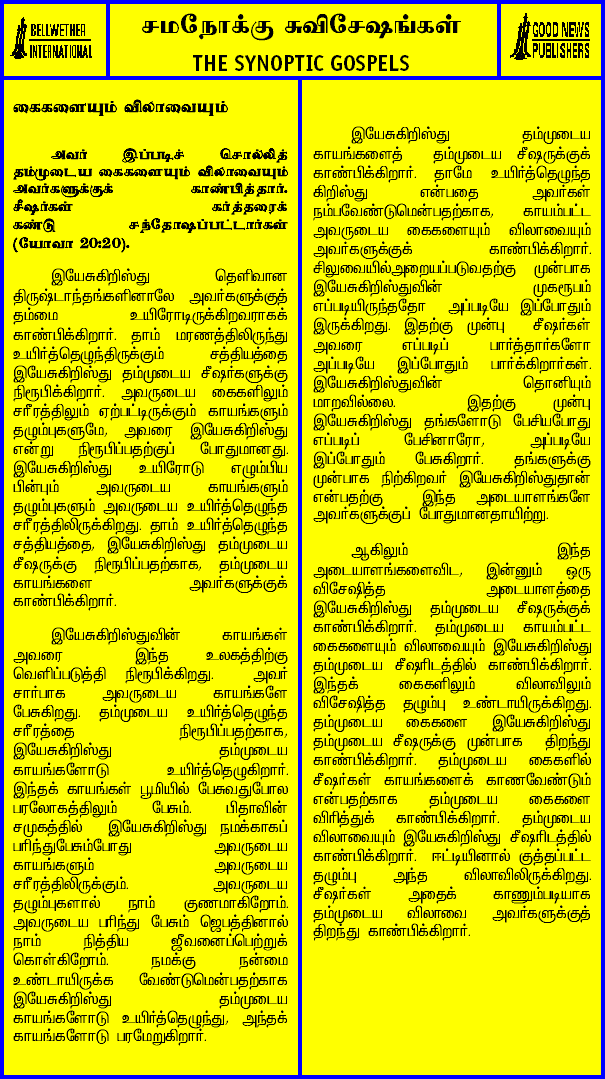 BELLWETHER
INTERNATIONAL
சமநோக்கு சுவிசேஷங்கள்
THE SYNOPTIC GOSPELS
GOOD NEWS
PUBLISHERS
கைகளையும் விலாவையும்
அவர் இப்படிச் சொல்லித்
தம்முடைய கைகளையும் விலாவையும்
அவர்களுக்குக் காண்பித்தார்.
சீஷர்கள் கர்த்தரைக்
கண்டு சந்தோஷப்பட்டார்கள்
(யோவா 20:20).
இயேசுகிறிஸ்து தெளிவான
திருஷ்டாந்தங்களினாலே அவர்களுக்குத்
தம்மை உயிரோடிருக்கிறவராகக்
காண்பிக்கிறார். தாம் மரணத்திலிருந்து
உயிர்த்தெழுந்திருக்கும் சத்தியத்தை
இயேசுகிறிஸ்து தம்முடைய சீஷர்களுக்கு
நிரூபிக்கிறார். அவருடைய கைகளிலும்
சரீரத்திலும் ஏற்பட்டிருக்கும் காயங்களும்
தழும்புகளுமே, அவரை இயேசுகிறிஸ்து
என்று நிரூபிப்பதற்குப் போதுமானது.
இயேசுகிறிஸ்து உயிரோடு எழும்பிய
பின்பும் அவருடைய காயங்களும்
தழும்புகளும் அவருடைய உயிர்த்தெழுந்த
சரீரத்திலிருக்கிறது. தாம் உயிர்த்தெழுந்த
சத்தியத்தை, இயேசுகிறிஸ்து தம்முடைய
சீஷருக்கு நிரூபிப்பதற்காக, தம்முடைய
காயங்களை அவர்களுக்குக்
காண்பிக்கிறார்.
இயேசுகிறிஸ்துவின் காயங்கள்
அவரை இந்த உலகத்திற்கு
வெளிப்படுத்தி நிரூபிக்கிறது. அவர்
சார்பாக அவருடைய காயங்களே
பேசுகிறது. தம்முடைய உயிர்த்தெழுந்த
சரீரத்தை நிரூபிப்பதற்காக,
இயேசுகிறிஸ்து தம்முடைய
காயங்களோடு உயிர்த்தெழுகிறார்.
இந்தக் காயங்கள் பூமியில் பேசுவதுபோல
பரலோகத்திலும் பேசும். பிதாவின்
சமுகத்தில் இயேசுகிறிஸ்து நமக்காகப்
பரிந்துபேசும்போது அவருடைய
காயங்களும் அவருடைய
சரீரத்திலிருக்கும். அவருடைய
தழும்புகளால் நாம் குணமாகிறோம்.
அவருடைய பரிந்து பேசும் ஜெபத்தினால்
நாம் நித்திய ஜீவனைப்பெற்றுக்
கொள்கிறோம். நமக்கு நன்மை
உண்டாயிருக்க வேண்டுமென்பதற்காக
இயேசுகிறிஸ்து தம்முடைய
காயங்களோடு உயிர்த்தெழுந்து, அந்தக்
காயங்களோடு பரமேறுகிறார்.
இயேசுகிறிஸ்து தம்முடைய
காயங்களைத் தம்முடைய சீஷருக்குக்
காண்பிக்கிறார். தாமே உயிர்த்தெழுந்த
கிறிஸ்து என்பதை அவர்கள்
நம்பவேண்டுமென்பதற்காக, காயம்பட்ட
அவருடைய கைகளையும் விலாவையும்
அவர்களுக்குக் காண்பிக்கிறார்.
சிலுவையில்அறையப்படுவதற்கு முன்பாக
இயேசுகிறிஸ்துவின் முகரூபம்
எப்படியிருந்ததோ அப்படியே இப்போதும்
இருக்கிறது. இதற்கு முன்பு சீஷர்கள்
அவரை எப்படிப் பார்த்தார்களோ
அப்படியே இப்போதும் பார்க்கிறார்கள்.
இயேசுகிறிஸ்துவின் தொனியும்
மாறவில்லை. இதற்கு முன்பு
இயேசுகிறிஸ்து தங்களோடு பேசியபோது
எப்படிப் பேசினாரோ, அப்படியே
இப்போதும் பேசுகிறார். தங்களுக்கு
முன்பாக நிற்கிறவர் இயேசுகிறிஸ்துதான்
என்பதற்கு இந்த அடையாளங்களே
அவர்களுக்குப் போதுமானதாயிற்று.
ஆகிலும் இந்த
அடையாளங்களைவிட, இன்னும் ஒரு
விசேஷித்த அடையாளத்தை
இயேசுகிறிஸ்து தம்முடைய சீஷருக்குக்
காண்பிக்கிறார். தம்முடைய காயம்பட்ட
கைகளையும் விலாவையும் இயேசுகிறிஸ்து
தம்முடைய சீஷரிடத்தில் காண்பிக்கிறார்.
இந்தக் கைகளிலும் விலாவிலும்
விசேஷித்த தழும்பு உண்டாயிருக்கிறது.
தம்முடைய கைகளை இயேசுகிறிஸ்து
தம்முடைய சீஷருக்கு முன்பாக திறந்து
காண்பிக்கிறார். தம்முடைய கைகளில்
சீஷர்கள் காயங்களைக் காணவேண்டும்
என்பதற்காக தம்முடைய கைகளை
விரித்துக் காண்பிக்கிறார். தம்முடைய
விலாவையும் இயேசுகிறிஸ்து சீஷரிடத்தில்
காண்பிக்கிறார். ஈட்டியினால் குத்தப்பட்ட
தழும்பு அந்த விலாவிலிருக்கிறது.
சீஷர்கள் அதைக் காணும்படியாக
தம்முடைய விலாவை அவர்களுக்குத்
திறந்து காண்பிக்கிறார்.